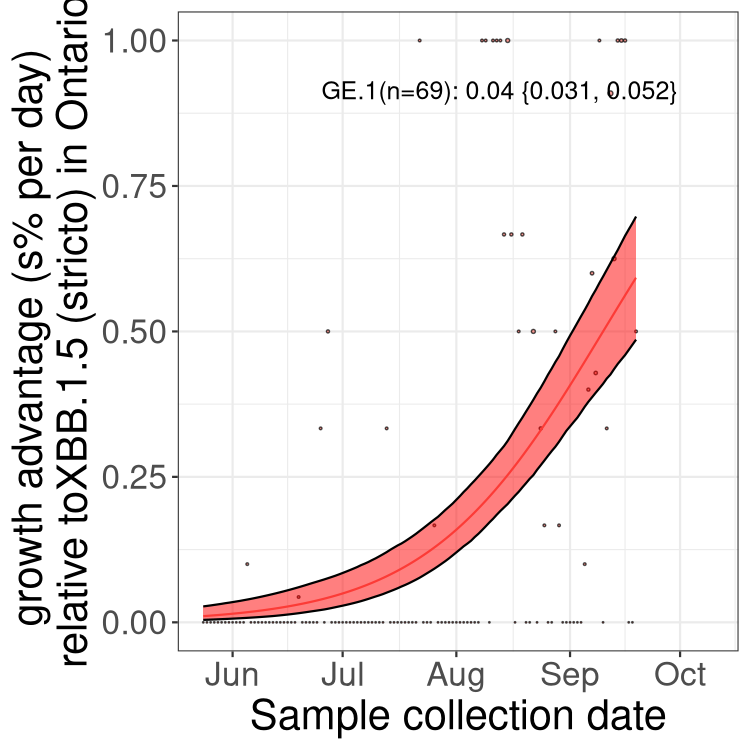 growth advantage (s% per day)
relative toXBB.1.5 (stricto) in Ontario
1.00
0.75
0.50
0.25
0.00
GE.1(n=69): 0.04 {0.031, 0.052}
Jun Jul Aug Sep Oct
Sample collection date